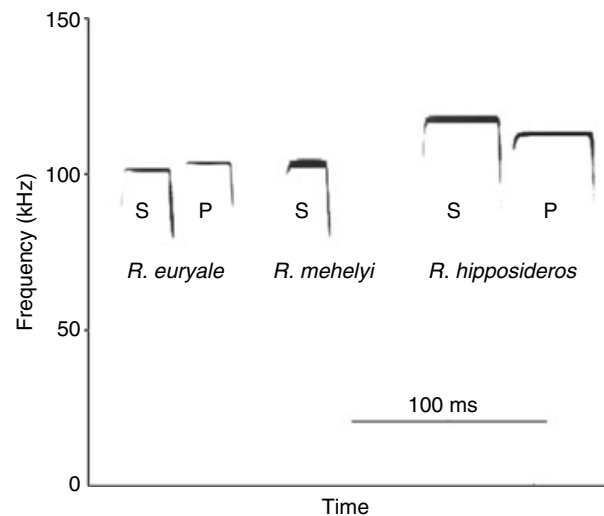 150
100
50
0
Frequency (kHz)
S P S S P
R. euryale R. mehelyi R. hipposideros
100 ms
Time